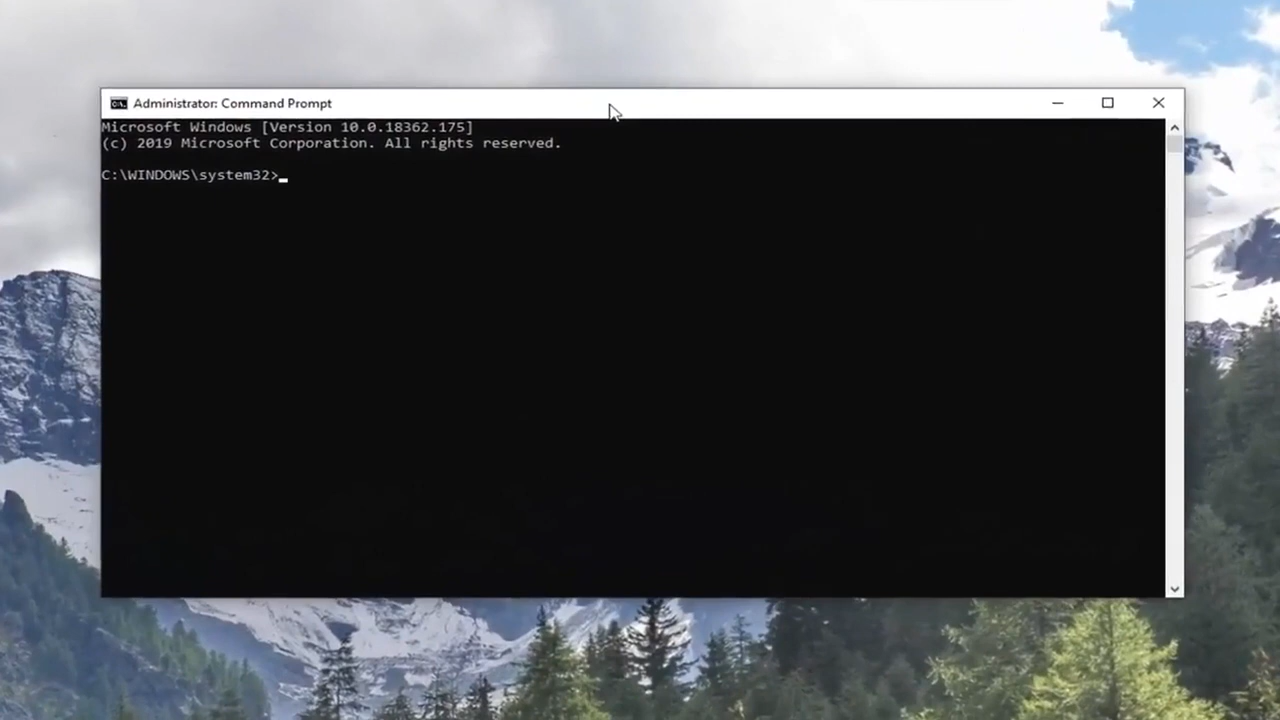 Administrator: Command Prompt
Microsoft Windows [Version 10.0.18362.175]
(c) 2019 Microsoft Corporation. All rights reserved.
C:\WINDOWS\system32>